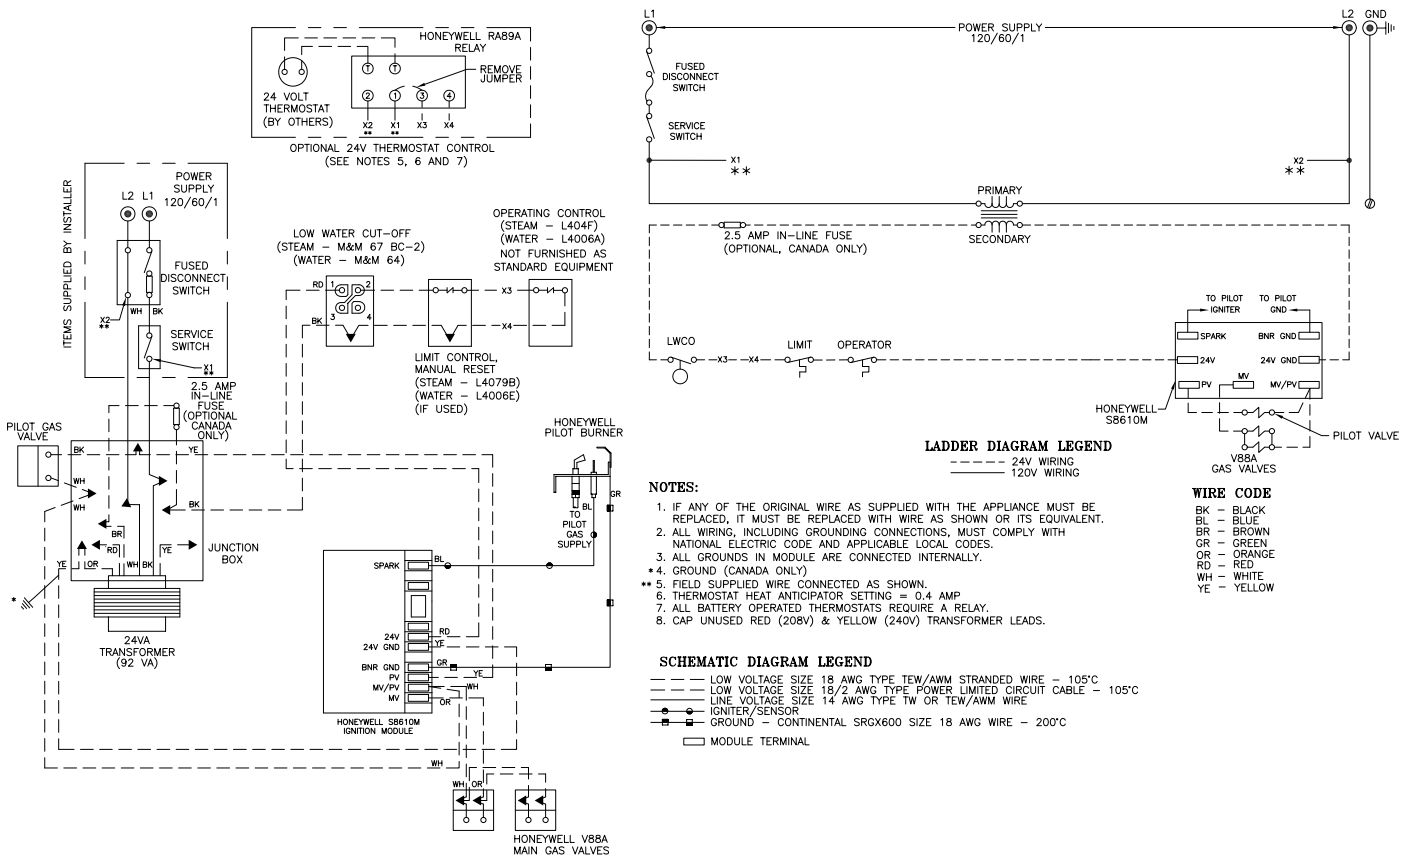 HONEYWELL RA89A
RELAY
T T
REMOVE
JUMPER
2 1 3 4
24 VOLT
THERMOSTAT
(BY OTHERS)
X2 X1 X3 X4
** **
OPTIONAL 24V THERMOSTAT CONTROL
(SEE NOTES 5, 6 AND 7)
ITEMS SUPPLIED BY INSTALLER
POWER
SUPPLY
120/60/1
L2 L1
FUSED
DISCONNECT
SWITCH
WH BK
X2
**
SERVICE
SWITCH
X1
**
2.5 AMP
IN-LINE
FUSE
(OPTIONAL
CANADA
ONLY)
LOW WATER CUT-OFF
(STEAM - M&M 67 BC-2)
(WATER - M&M 64)
RD
1 2
BK
3 4
OPERATING CONTROL
(STEAM - L404F)
(WATER - L4006A)
NOT FURNISHED AS
STANDARD EQUIPMENT
X3
X4
LIMIT CONTROL,
MANUAL RESET
(STEAM - L4079B)
(WATER - L4006E)
(IF USED)
PILOT GAS
VALVE
BK
YE
WH
WH
BK
BR
RD
YE
YE
OR
WH BK
JUNCTION
BOX
*
24VA
TRANSFORMER
(92 VA)
HONEYWELL
PILOT BURNER
GR
BL
TO
PILOT
GAS
SUPPLY
SPARK
BL
24V
RD
24V GND
YE
BNR GND
GR
PV
YE
MV/PV
WH
MV
OR
HONEYWELL S8610M
IGNITION MODULE
WH
WH OR
HONEYWELL V88A
MAIN GAS VALVES
L1
L2 GND
POWER SUPPLY
120/60/1
FUSED
DISCONNECT
SWITCH
SERVICE
SWITCH
X1
**
X2
**
PRIMARY
SECONDARY
2.5 AMP IN-LINE FUSE
(OPTIONAL, CANADA ONLY)
LWCO
X3 X4
LIMIT
OPERATOR
TO PILOT
IGNITER
TO PILOT
GND
SPARK
BNR GND
24V
24V GND
PV
MV
MV/PV
HONEYWELL
S8610M
PILOT VALVE
V88A
GAS VALVES
LADDER DIAGRAM LEGEND
24V WIRING
120V WIRING
NOTES:
1. IF ANY OF THE ORIGINAL WIRE AS SUPPLIED WITH THE APPLIANCE MUST BE
REPLACED, IT MUST BE REPLACED WITH WIRE AS SHOWN OR ITS EQUIVALENT.
2. ALL WIRING, INCLUDING GROUNDING CONNECTIONS, MUST COMPLY WITH
NATIONAL ELECTRIC CODE AND APPLICABLE LOCAL CODES.
3. ALL GROUNDS IN MODULE ARE CONNECTED INTERNALLY.
* 4. GROUND (CANADA ONLY)
** 5. FIELD SUPPLIED WIRE CONNECTED AS SHOWN.
6. THERMOSTAT HEAT ANTICIPATOR SETTING = 0.4 AMP
7. ALL BATTERY OPERATED THERMOSTATS REQUIRE A RELAY.
8. CAP UNUSED RED (208V) & YELLOW (240V) TRANSFORMER LEADS.
WIRE CODE
BK - BLACK
BL - BLUE
BR - BROWN
GR - GREEN
OR - ORANGE
RD - RED
WH - WHITE
YE - YELLOW
SCHEMATIC DIAGRAM LEGEND
LOW VOLTAGE SIZE 18 AWG TYPE TEW/AWM STRANDED WIRE - 105°C
LOW VOLTAGE SIZE 18/2 AWG TYPE POWER LIMITED CIRCUIT CABLE - 105°C
LINE VOLTAGE SIZE 14 AWG TYPE TW OR TEW/AWM WIRE
IGNITER/SENSOR
GROUND - CONTINENTAL SRGX600 SIZE 18 AWG WIRE - 200°C
MODULE TERMINAL